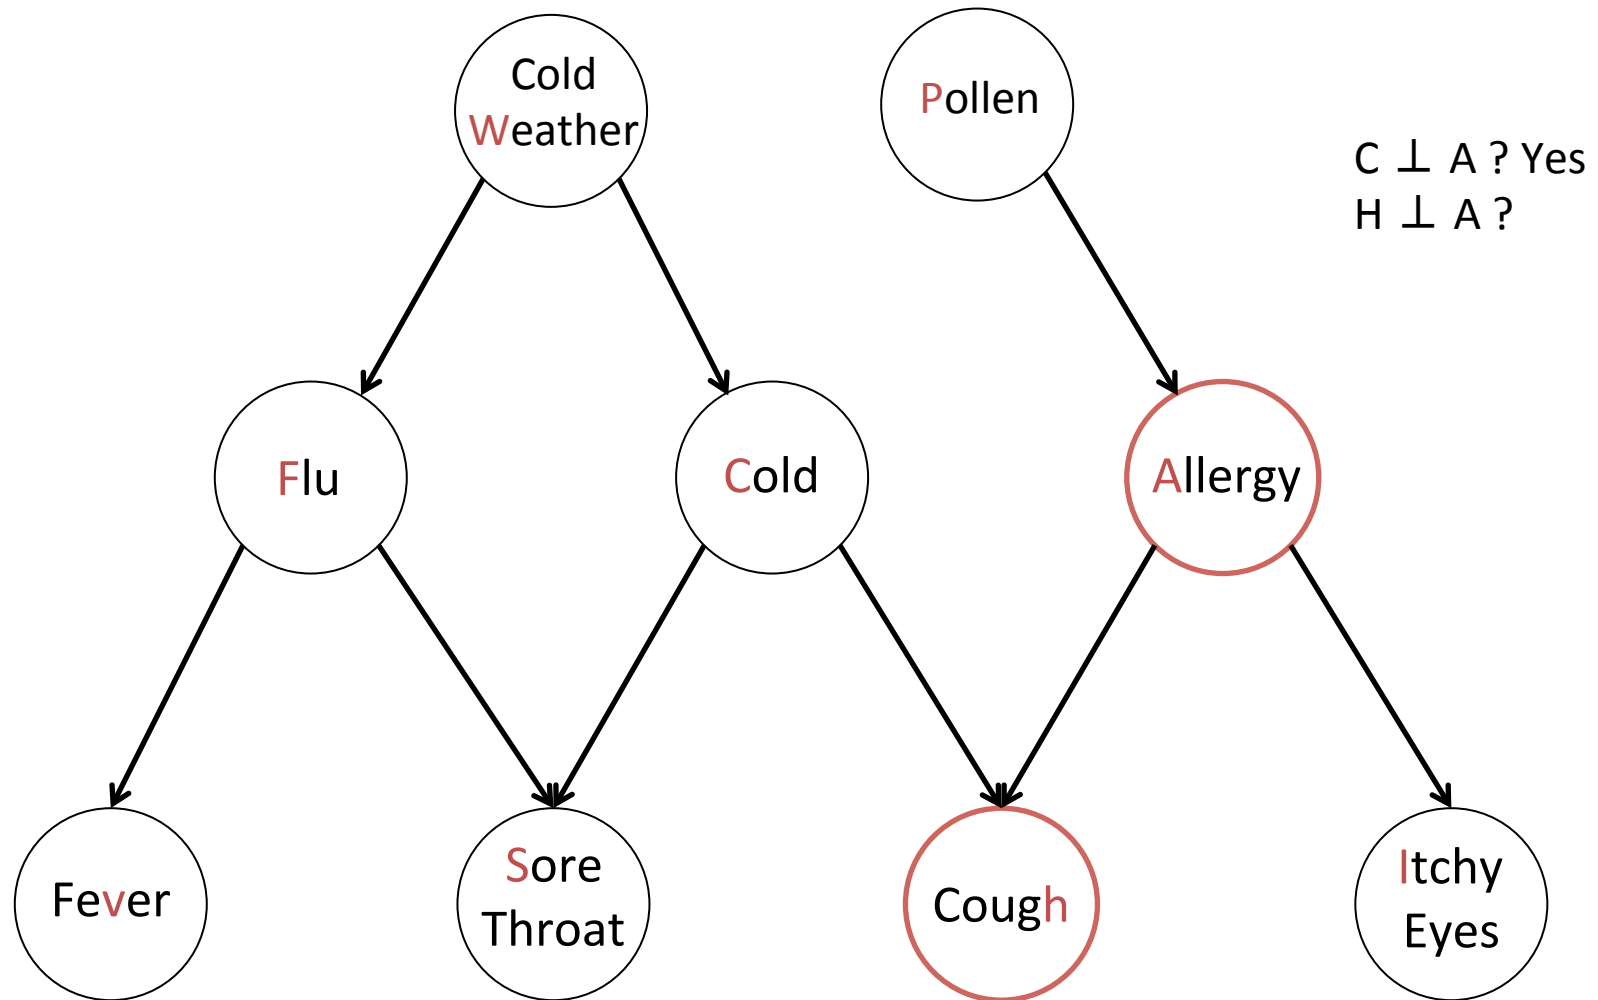 Cold
Weather
Pollen
C ⊥ A ? Yes
H ⊥ A ?
Flu
Cold
Allergy
Fever
Sore
Throat
Cough
Itchy
Eyes